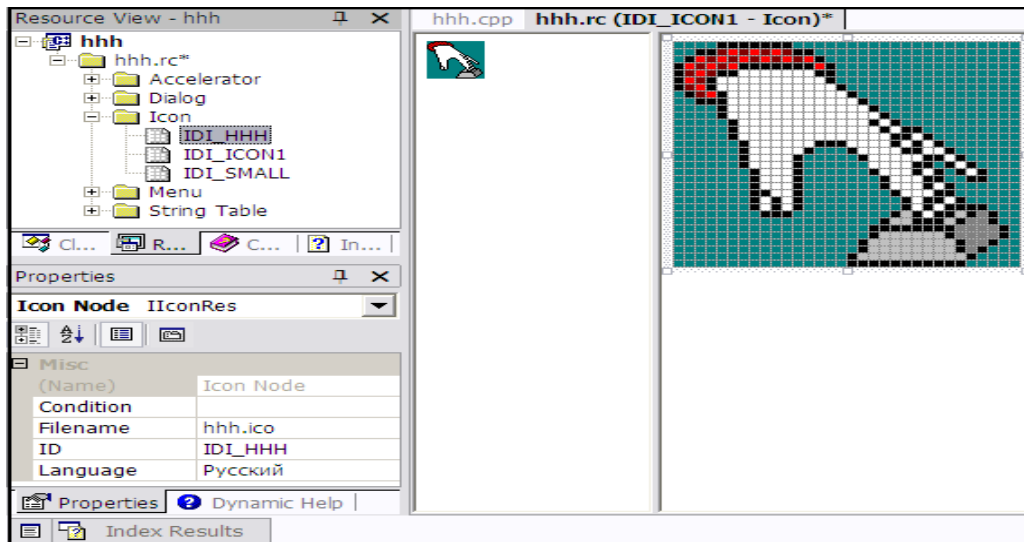 Resource View - hhh
hhh.cpp hhh.rc (IDI_ICON1 - Icon)*
hhh
hhh.rc*
Accelerator
Dialog
Icon
IDI_HHH
IDI_ICON1
IDI_SMALL
Menu
String Table
Cl... R... C... In...
Properties
Icon Node IIconRes
Misc
(Name) Icon Node
Condition
Filename hhh.ico
ID IDI_HHH
Language Русский
Properties Dynamic Help
Index Results